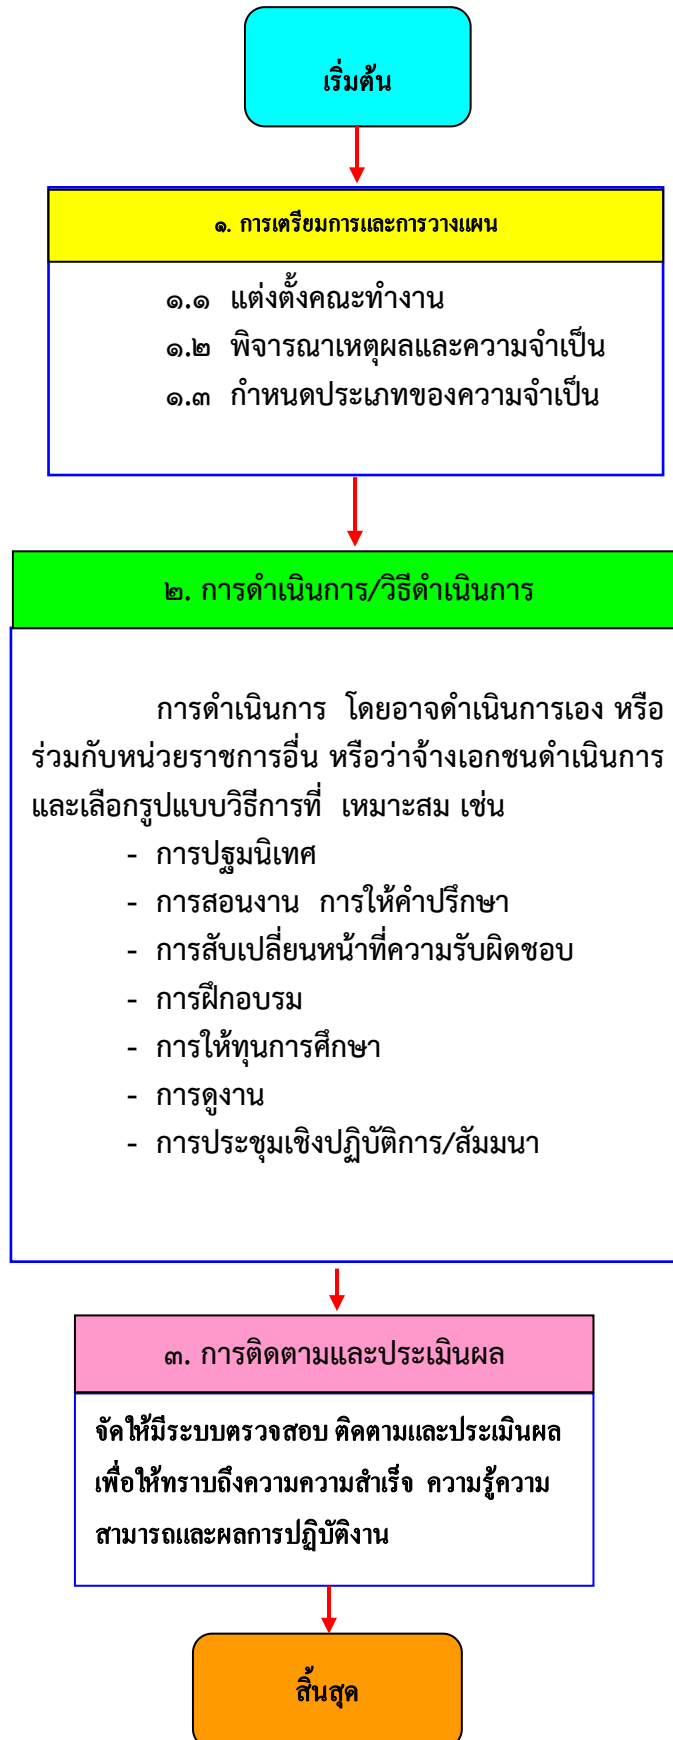 เริ่มต้น
๑. การเตรียมการและการวางแผน
๑.๑ แต่งตั้งคณะทำงาน
๑.๒ พิจารณาเหตุผลและความจำเป็น
๑.๓ กำหนดประเภทของความจำเป็น
๒. การดำเนินการ/วิธีดำเนินการ
การดำเนินการ โดยอาจดำเนินการเอง หรือ
ร่วมกับหน่วยราชการอื่น หรือว่าจ้างเอกชนดำเนินการ
และเลือกรูปแบบวิธีการที่ เหมาะสม เช่น
- การปฐมนิเทศ
- การสอนงาน การให้คำปรึกษา
- การสับเปลี่ยนหน้าที่ความรับผิดชอบ
- การฝึกอบรม
- การให้ทุนการศึกษา
- การดูงาน
- การประชุมเชิงปฏิบัติการ/สัมมนา
๓. การติดตามและประเมินผล
จัดให้มีระบบตรวจสอบ ติดตามและประเมินผล
เพื่อให้ทราบถึงความความสำเร็จ ความรู้ความ
สามารถและผลการปฏิบัติงาน
สิ้นสุด